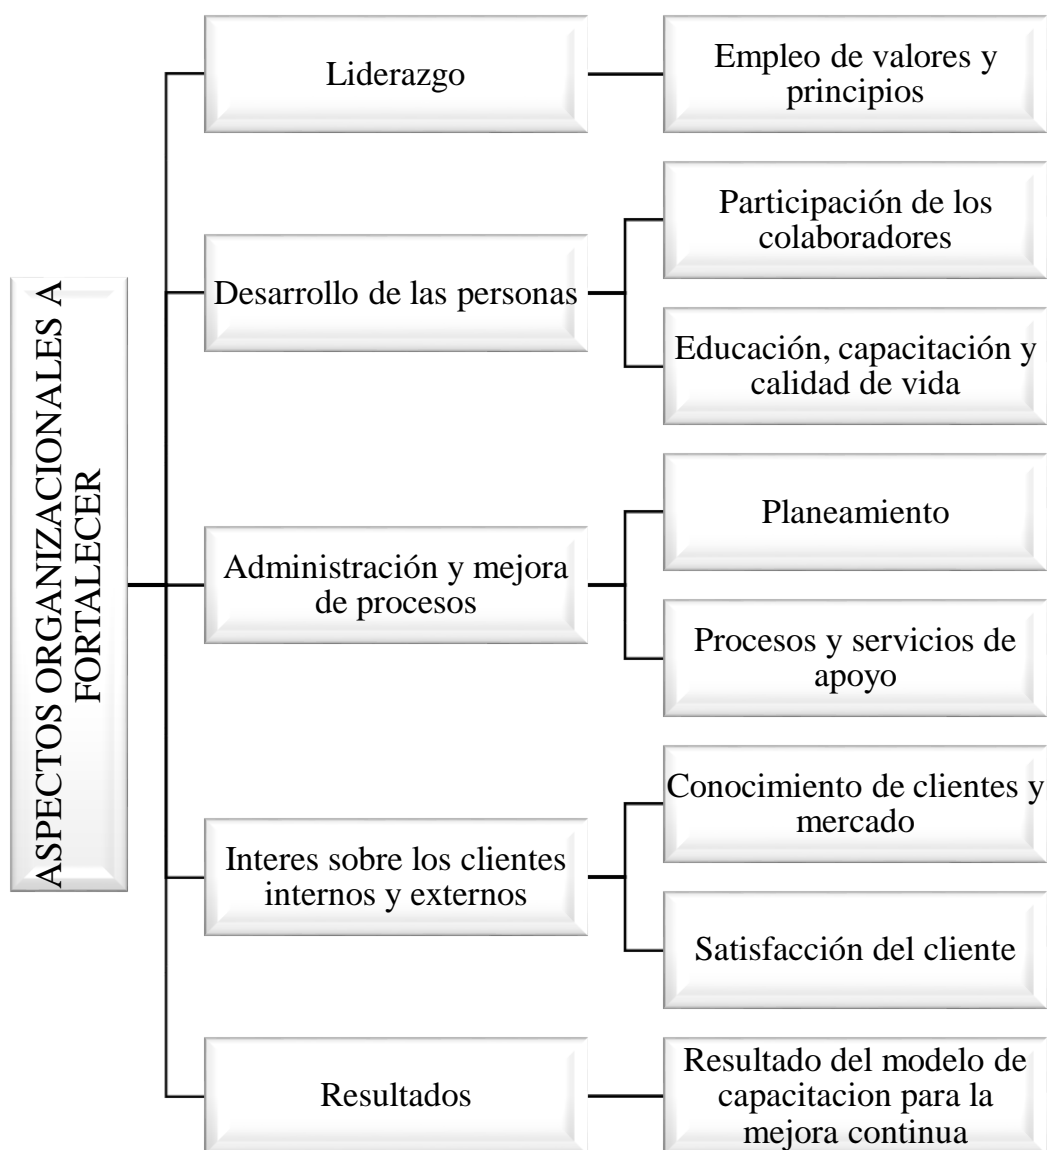 ASPECTOS ORGANIZACIONALES A
FORTALECER
Liderazgo
Empleo de valores y
principios
Desarrollo de las personas
Participación de los
colaboradores
Educación, capacitación y
calidad de vida
Administración y mejora
de procesos
Planeamiento
Procesos y servicios de
apoyo
Interes sobre los clientes
internos y externos
Conocimiento de clientes y
mercado
Satisfacción del cliente
Resultados
Resultado del modelo de
capacitacion para la
mejora continua